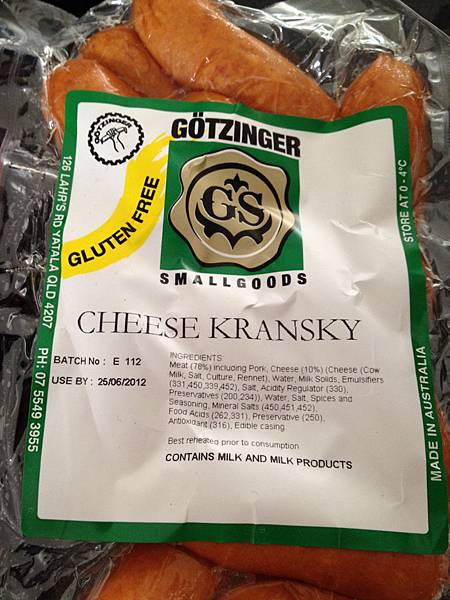 GÖTZINGER
GÖTZINGER
GLUTEN FREE
GS
SMALLGOODS
126 LAHR'S RD YATALA QLD 4207
PH: 07 5549 3955
STORE AT 0 - 4°C
MADE IN AUSTRALIA
CHEESE KRANSKY
BATCH No : E 112
USE BY : 25/06/2012
INGREDIENTS:
Meat (78%) including Pork, Cheese (10%) (Cheese (Cow
Milk, Salt, Culture, Rennet), Water, Milk Solids, Emulsifiers
(331,450,339,452), Salt, Acidity Regulator (330),
Preservatives (200,234)), Water, Salt, Spices and
Seasoning, Mineral Salts (450,451,452),
Food Acids (262,331), Preservative (250),
Antioxidant (316), Edible casing
Best reheated prior to consumption
CONTAINS MILK AND MILK PRODUCTS